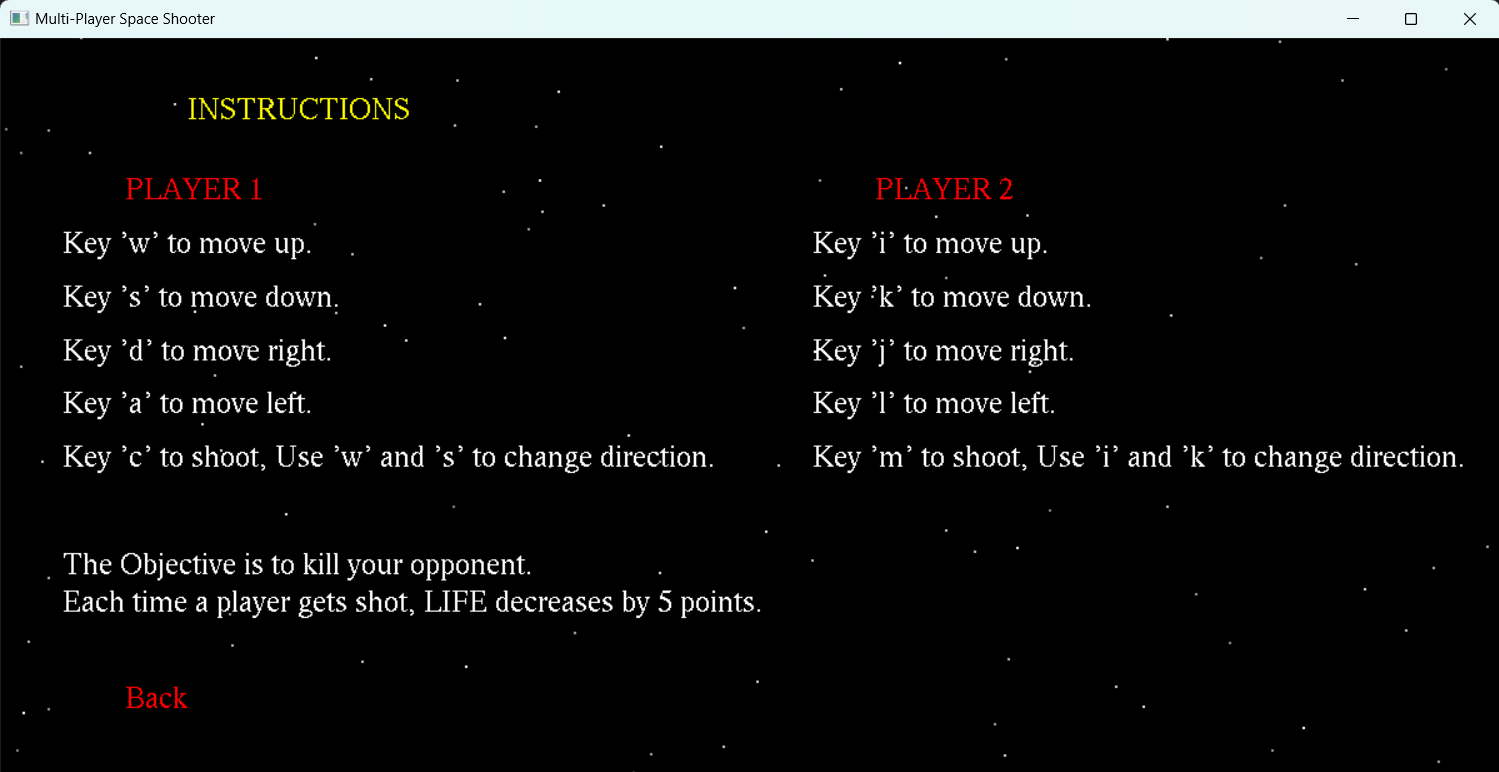 Multi-Player Space Shooter
INSTRUCTIONS
PLAYER 1
Key 'w' to move up.
Key 's' to move down.
Key 'd' to move right.
Key 'a' to move left.
Key 'c' to shoot, Use 'w' and 's' to change direction.
PLAYER 2
Key 'i' to move up.
Key 'k' to move down.
Key 'j' to move right.
Key 'l' to move left.
Key 'm' to shoot, Use 'i' and 'k' to change direction.
The Objective is to kill your opponent.
Each time a player gets shot, LIFE decreases by 5 points.
Back